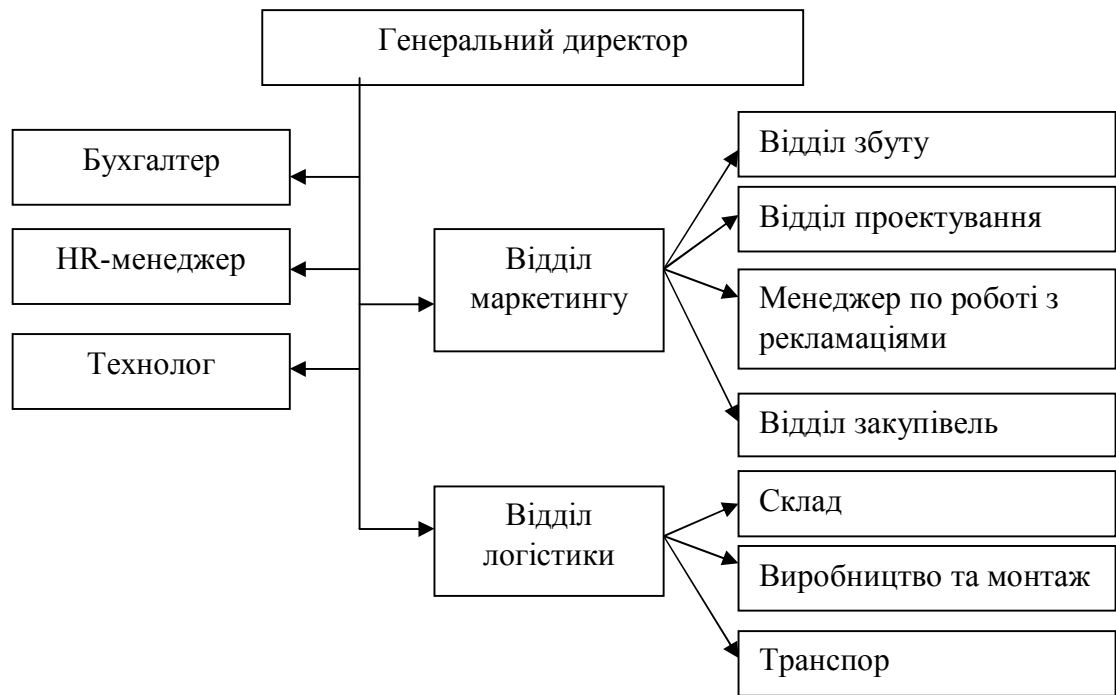 Генеральний директор
Бухгалтер
HR-менеджер
Технолог
Відділ
маркетингу
Відділ
логістики
Відділ збуту
Відділ проектування
Менеджер по роботі з
рекламаціями
Відділ закупівель
Склад
Виробництво та монтаж
Транспор